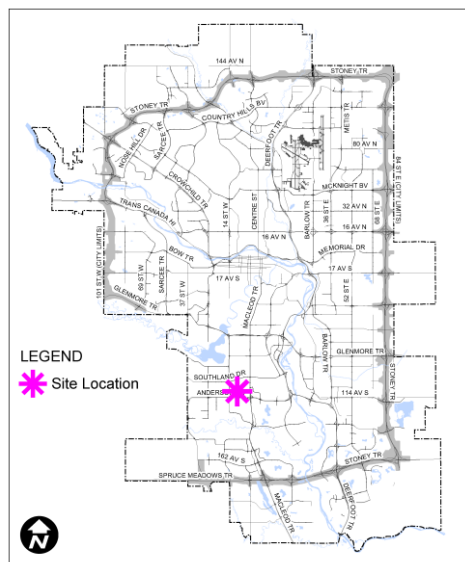 144 AV N
STONEY TR
STONEY TR
COUNTRY HILLS BV
METIS TR
DEERFOOT TR
NOSE HILL DR
SARCEE TR
80 AV N
CROWCHILD TR
84 ST E (CITY LIMITS)
MCKNIGHT BV
TRANS CANADA HI
14 ST W
CENTRE ST
BARLOW TR
36 ST E
32 AV N
68 ST E
16 AV N
16 AV N
BOW TR
MEMORIAL DR
101 ST W (CITY LIMITS)
69 ST W
SARCEE TR
37 ST W
17 AV S
17 AV S
MACLEOD TR
52 ST E
GLENMORE TR
BARLOW TR
GLENMORE TR
STONEY TR
LEGEND
Site Location
SOUTHLAND DR
ANDERSON
114 AV S
162 AV S
STONEY TR
SPRUCE MEADOWS TR
MACLEOD TR
DEERFOOT TR
N